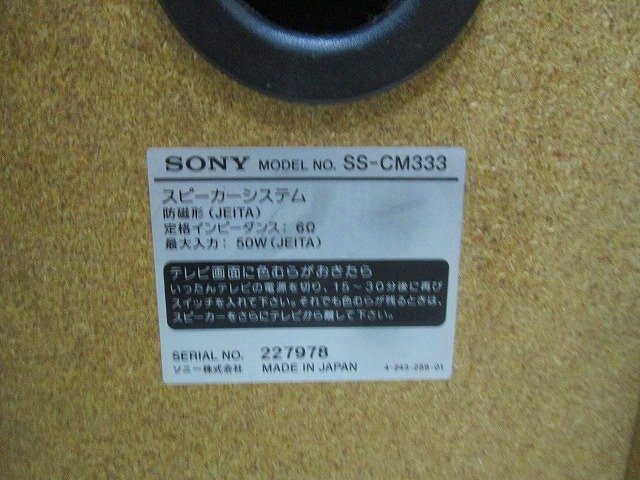 SONY MODEL NO. SS-CM333
スピーカーシステム
防磁形 (JEITA)
定格インピーダンス： 6Ω
最大入力： 50W (JEITA)
テレビ画面に色むらがおきたら
いったんテレビの電源を切り、15～30分後に再び
スイッチを入れて下さい。それでも色むらが残るときは、
スピーカーをさらにテレビから離して下さい。
SERIAL NO. 227978
ソニー株式会社 MADE IN JAPAN 4-243-289-01